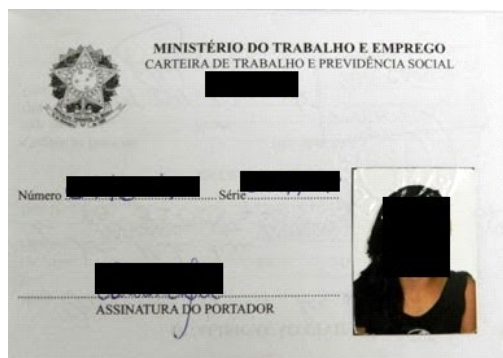 MINISTÉRIO DO TRABALHO E EMPREGO
CARTEIRA DE TRABALHO E PREVIDÊNCIA SOCIAL
Número Série
ASSINATURA DO PORTADOR